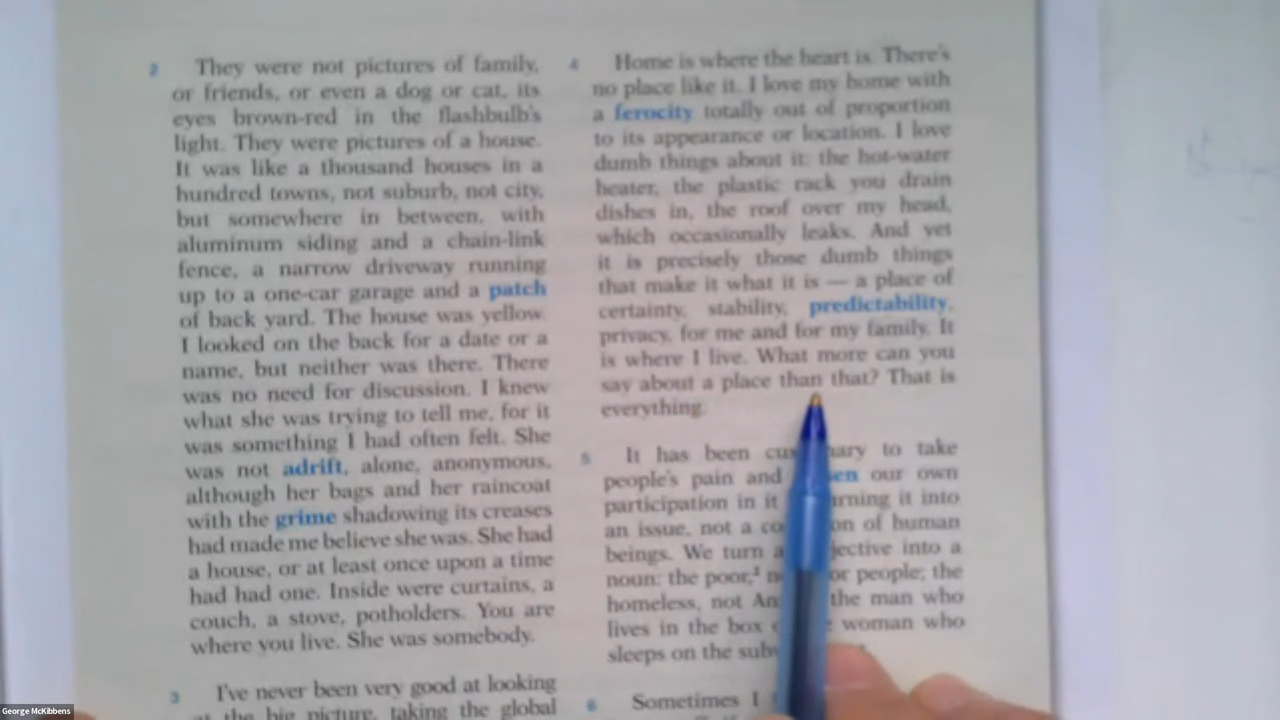 2 They were not pictures of family,
or friends, or even a dog or cat, its
eyes brown-red in the flashbulb's
light. They were pictures of a house.
It was like a thousand houses in a
hundred towns, not suburb, not city,
but somewhere in between, with
aluminum siding and a chain-link
fence, a narrow driveway running
up to a one-car garage and a patch
of back yard. The house was yellow.
I looked on the back for a date or a
name, but neither was there. There
was no need for discussion. I knew
what she was trying to tell me, for it
was something I had often felt. She
was not adrift, alone, anonymous,
although her bags and her raincoat
with the grime shadowing its creases
had made me believe she was. She had
a house, or at least once upon a time
had had one. Inside were curtains, a
couch, a stove, potholders. You are
where you live. She was somebody.
3 I've never been very good at looking
at the big picture, taking the global
4 Home is where the heart is. There's
no place like it. I love my home with
a ferocity totally out of proportion
to its appearance or location. I love
dumb things about it: the hot-water
heater, the plastic rack you drain
dishes in, the roof over my head,
which occasionally leaks. And yet
it is precisely those dumb things
that make it what it is — a place of
certainty, stability, predictability,
privacy, for me and for my family. It
is where I live. What more can you
say about a place than that? That is
everything.
5 It has been ary to take
people's pain and en our own
participation in it rning it into
an issue, not a co on of human
beings. We turn a jective into a
noun: the poor,² n or people; the
homeless, not An the man who
lives in the box woman who
sleeps on the sub
6 Sometimes I
George McKibbens